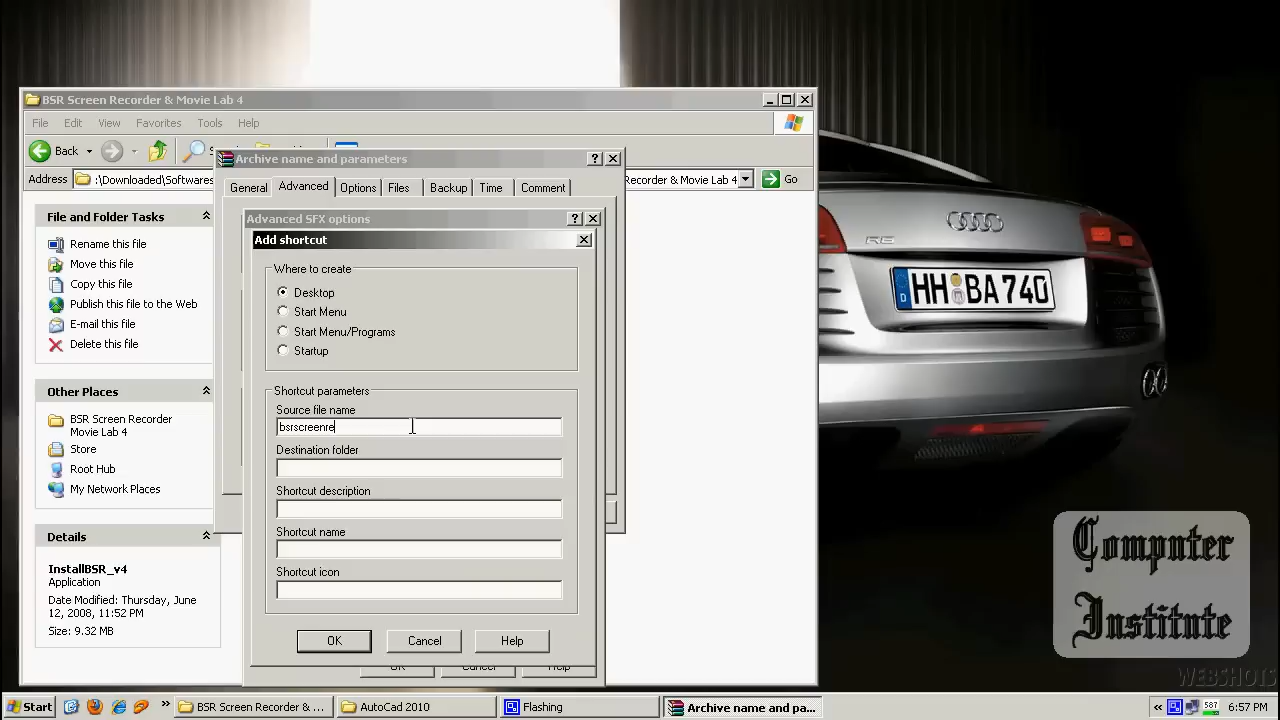 BSR Screen Recorder & Movie Lab 4
File Edit View Favorites Tools Help
Back
Archive name and parameters
Address :\Downloaded\Softwares
Recorder & Movie Lab 4 Go
General Advanced Options Files Backup Time Comment
File and Folder Tasks
Rename this file
Move this file
Copy this file
Publish this file to the Web
E-mail this file
Delete this file
Advanced SFX options
Add shortcut
Where to create
Desktop
Start Menu
Start Menu/Programs
Startup
Shortcut parameters
Source file name
bsrscreenre
Destination folder
Shortcut description
Shortcut name
Shortcut icon
OK Cancel Help
OK Cancel Help
Other Places
BSR Screen Recorder
Movie Lab 4
Store
Root Hub
My Network Places
Details
InstallBSR_v4
Application
Date Modified: Thursday, June
12, 2008, 11:52 PM
Size: 9.32 MB
R8
D HH BA 740
Computer
Institute
WEBSHOTS
Start BSR Screen Recorder & ... AutoCad 2010 Flashing Archive name and pa... 587 6:57 PM